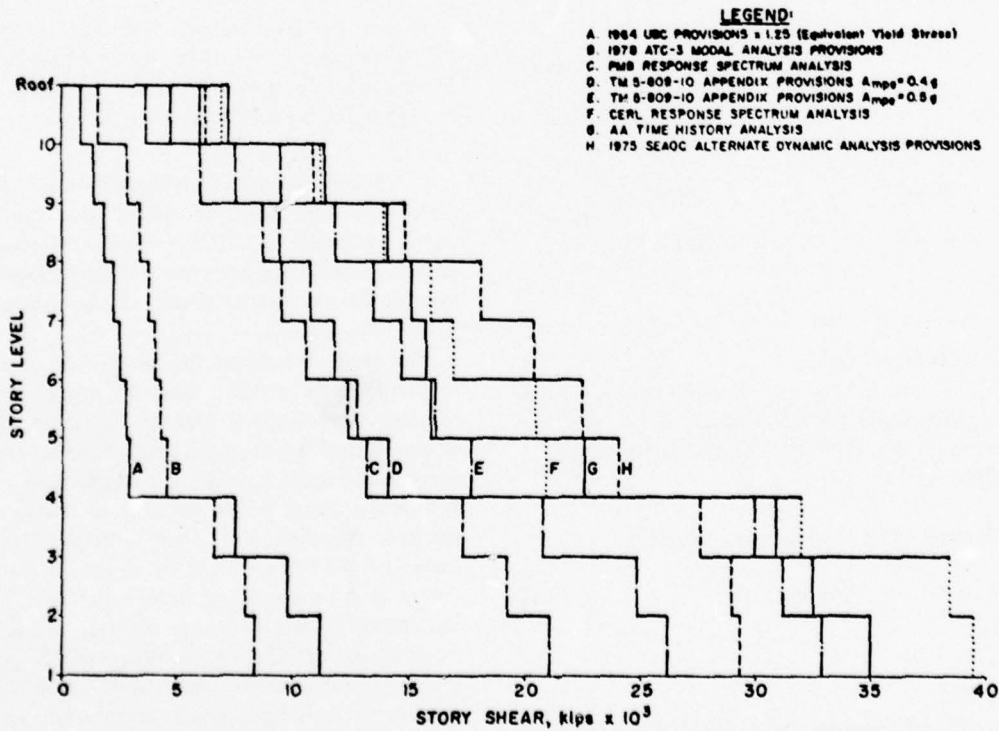 LEGEND:
A. 1964 UBC PROVISIONS x 1.25 (Equivalent Yield Stress)
B. 1978 ATC-3 MODAL ANALYSIS PROVISIONS
C. PMB RESPONSE SPECTRUM ANALYSIS
D. TM 5-809-10 APPENDIX PROVISIONS Ampe = 0.4 g
E. TM 5-809-10 APPENDIX PROVISIONS Ampe = 0.5 g
F. CERL RESPONSE SPECTRUM ANALYSIS
G. AA TIME HISTORY ANALYSIS
H. 1975 SEAOC ALTERNATE DYNAMIC ANALYSIS PROVISIONS
STORY LEVEL
Roof
10
9
8
7
6
5
4
3
2
1
A B C D E F G H
0 5 10 15 20 25 30 35 40
STORY SHEAR, kips x 10³